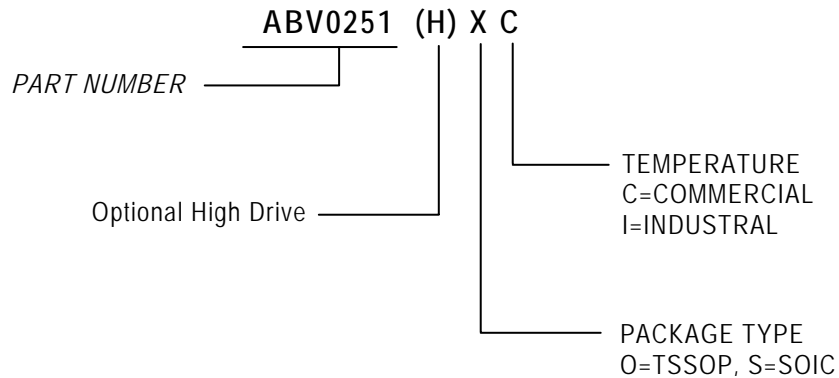 ABV0251 (H) X C
PART NUMBER
TEMPERATURE
C=COMMERCIAL
I=INDUSTRAL
Optional High Drive
PACKAGE TYPE
O=TSSOP, S=SOIC